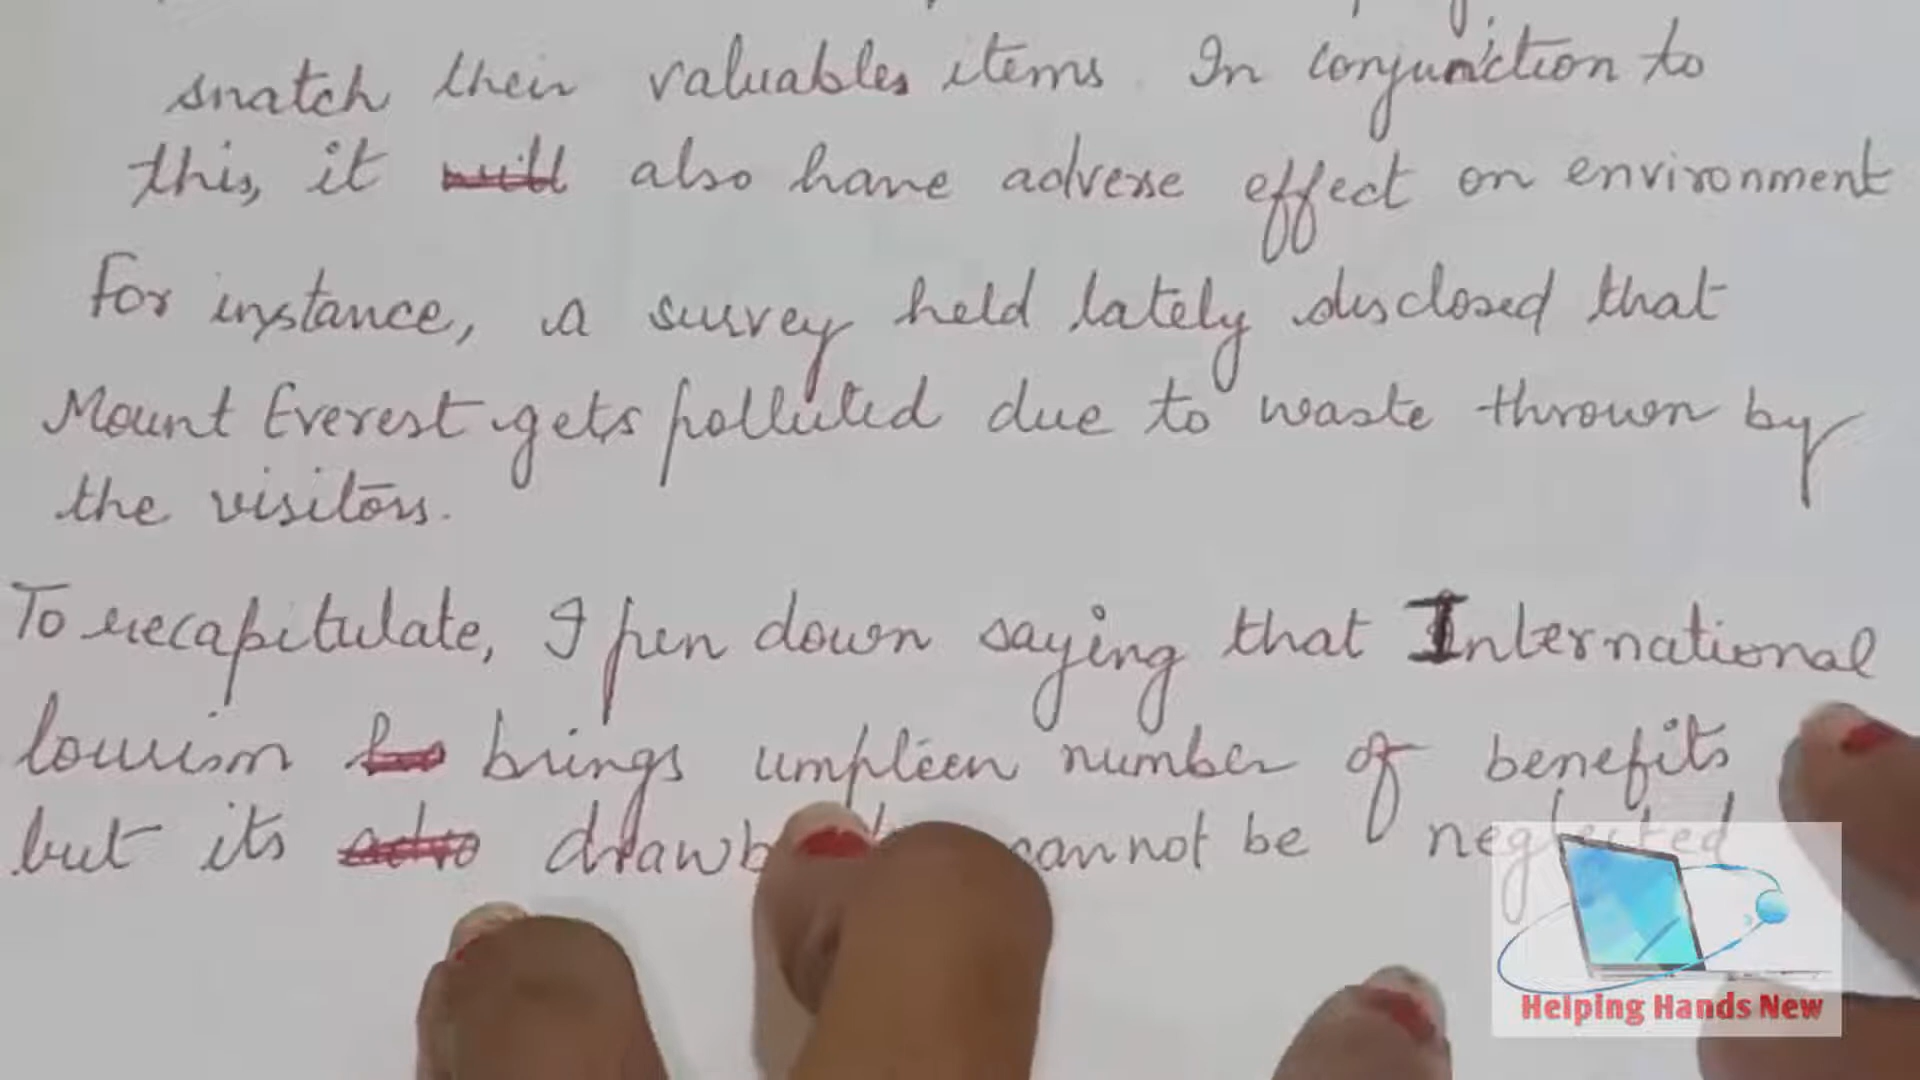 snatch their valuables items. In conjunction to
this, it will also have adverse effect on environment
For instance, a survey held lately disclosed that
Mount Everest gets polluted due to waste thrown by
the visitors.
To recapitulate, I pen down saying that International
tourism brings umpteen number of benefits
but its cannot be neglected
Helping Hands New